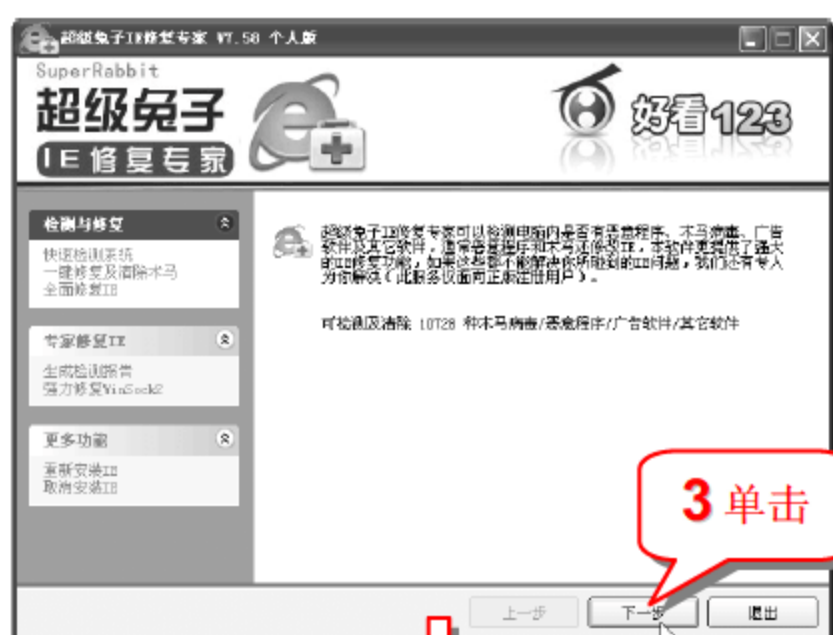 超级兔子IE修复专家 V7.58 个人版
SuperRabbit
超级兔子
IE修复专家
好看123
检测与修复
快速检测系统
一键修复及清除木马
全面修复IE
专家修复IE
生成检测报告
强力修复WinSock2
更多功能
重新安装IE
取消安装IE
超级兔子IE修复专家可以检测电脑内是否有恶意程序、木马病毒、广告
软件及其它软件，通常恶意程序和木马还修改IE，本软件更提供了强大
的IE修复功能，如果这些都不能解决你所碰到的IE问题，我们还有专人
为你解决（此服务仅面向正版注册用户）。
可检测及清除 10728 种木马病毒/恶意程序/广告软件/其它软件
3 单击
上一步
下一步
退出